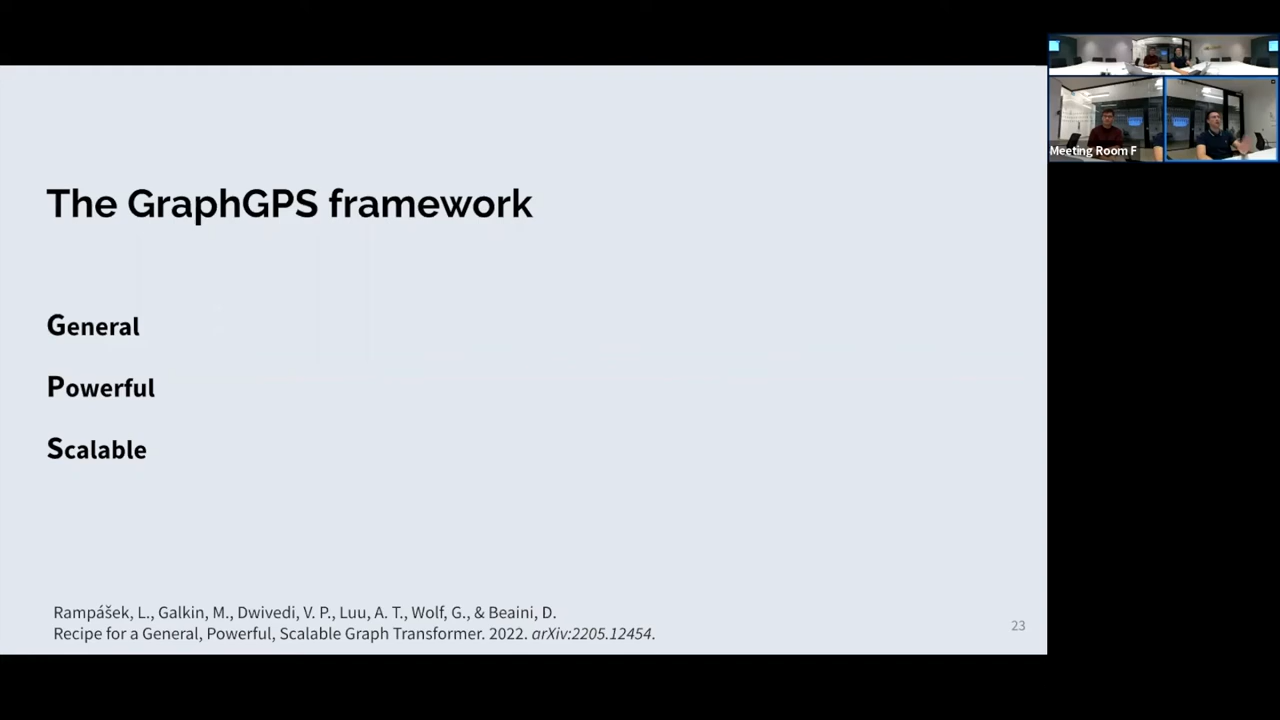 The GraphGPS framework
General
Powerful
Scalable
Rampášek, L., Galkin, M., Dwivedi, V. P., Luu, A. T., Wolf, G., & Beaini, D.
Recipe for a General, Powerful, Scalable Graph Transformer. 2022. arXiv:2205.12454.
23
Meeting Room F